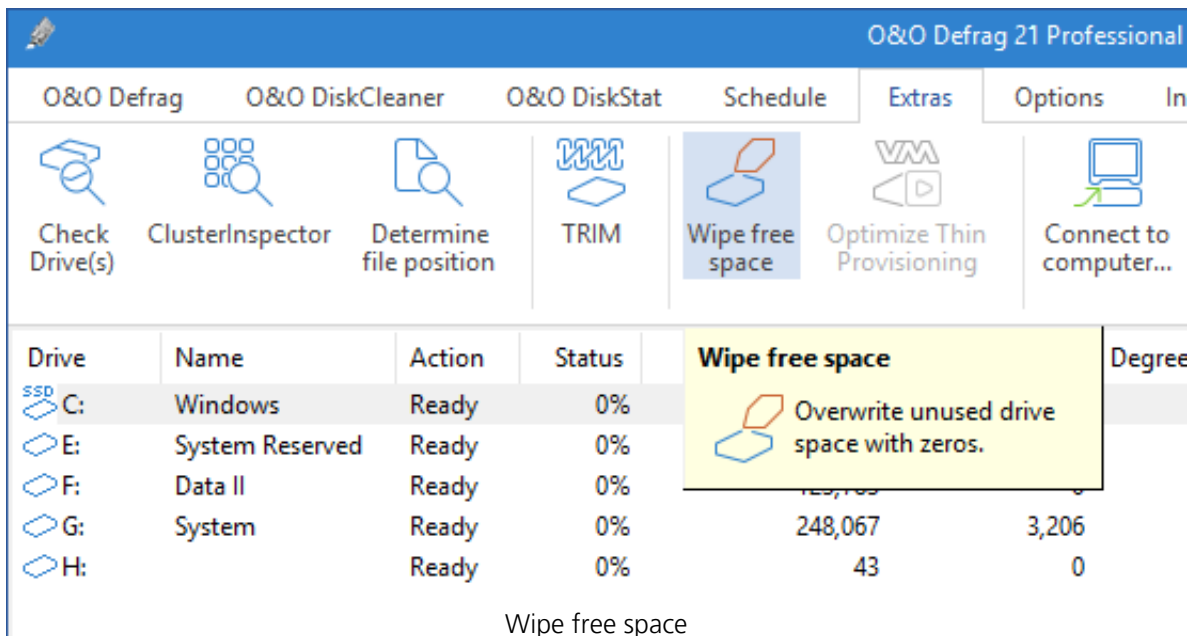 O&O Defrag 21 Professional
O&O Defrag O&O DiskCleaner O&O DiskStat Schedule Extras Options In
Check Drive(s)
ClusterInspector
Determine file position
TRIM
Wipe free space
Optimize Thin Provisioning
Connect to computer...
Drive Name Action Status Degree
SSD C: Windows Ready 0%
E: System Reserved Ready 0%
F: Data II Ready 0%
G: System Ready 0% 248,067 3,206
H: Ready 0% 43 0
Wipe free space
Overwrite unused drive
space with zeros.
Wipe free space